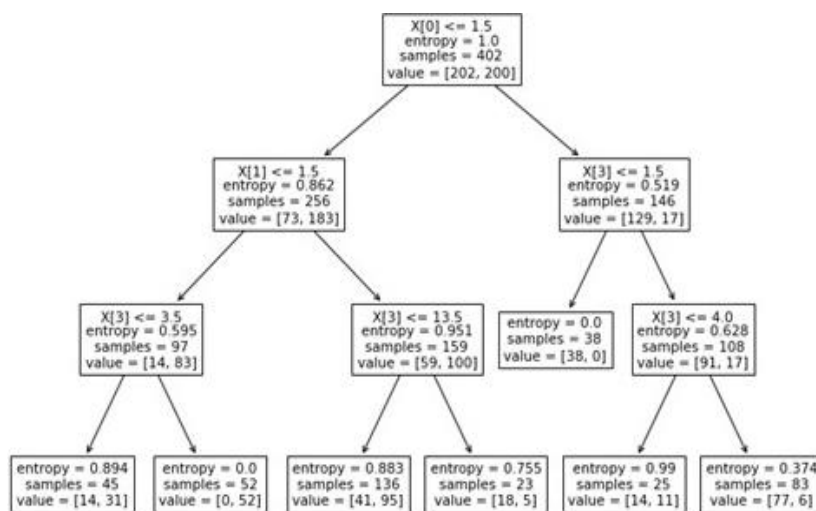 X[0] <= 1.5
entropy = 1.0
samples = 402
value = [202, 200]
X[1] <= 1.5
entropy = 0.862
samples = 256
value = [73, 183]
X[3] <= 1.5
entropy = 0.519
samples = 146
value = [129, 17]
X[3] <= 3.5
entropy = 0.595
samples = 97
value = [14, 83]
X[3] <= 13.5
entropy = 0.951
samples = 159
value = [59, 100]
entropy = 0.0
samples = 38
value = [38, 0]
X[3] <= 4.0
entropy = 0.628
samples = 108
value = [91, 17]
entropy = 0.894
samples = 45
value = [14, 31]
entropy = 0.0
samples = 52
value = [0, 52]
entropy = 0.883
samples = 136
value = [41, 95]
entropy = 0.755
samples = 23
value = [18, 5]
entropy = 0.99
samples = 25
value = [14, 11]
entropy = 0.374
samples = 83
value = [77, 6]